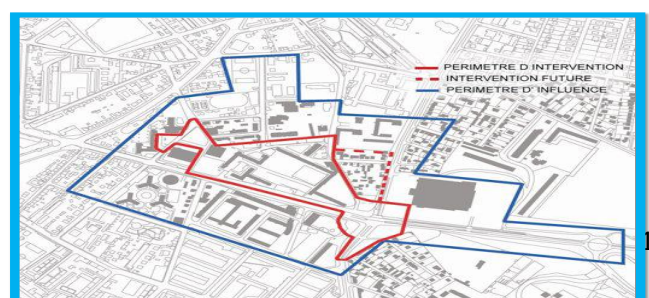 PERIMETRE D'INTERVENTION
INTERVENTION FUTURE
PERIMETRE D' INFLUENCE